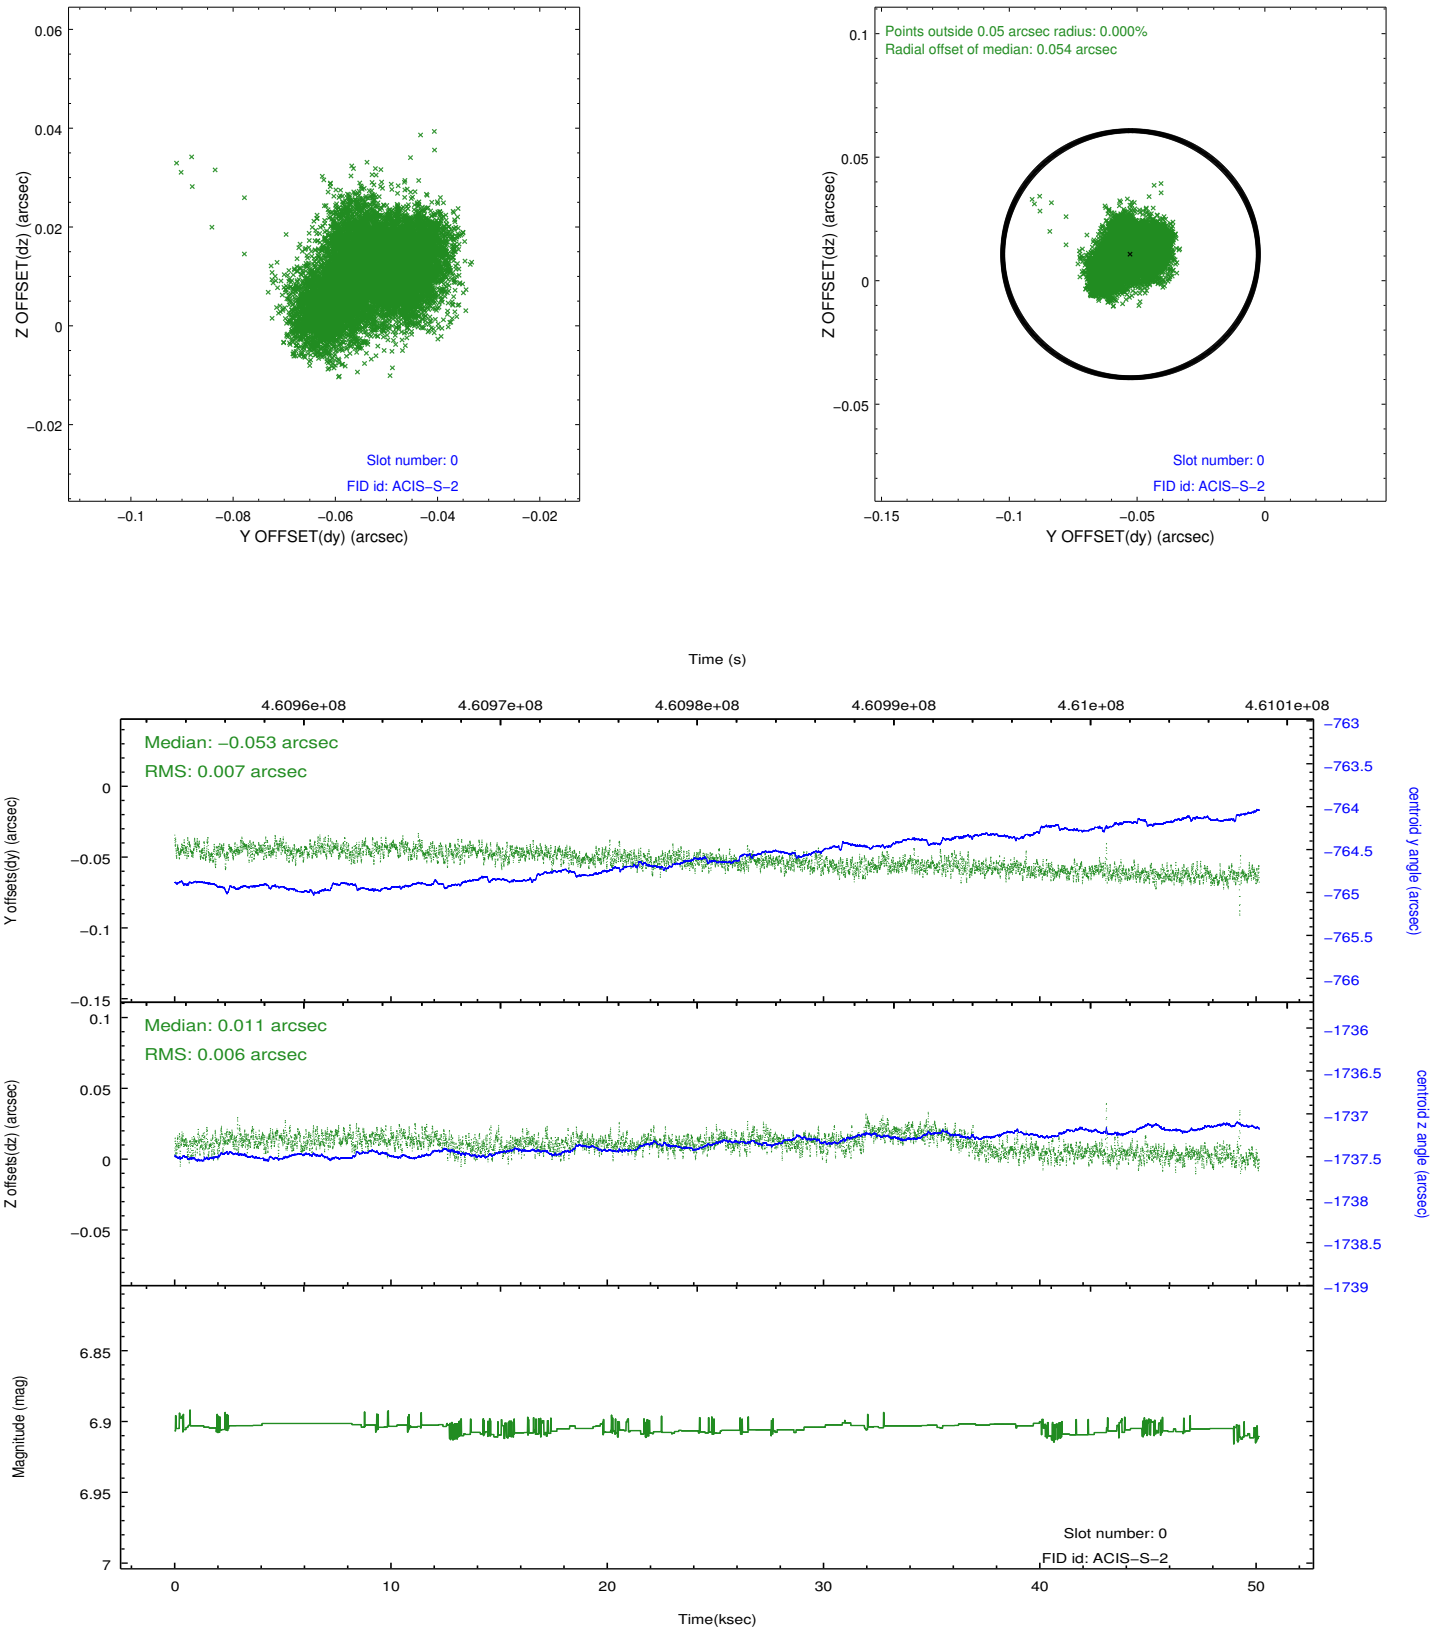 0.06
0.04
0.02
0
−0.02
Z OFFSET(dz) (arcsec)
−0.1
−0.08
−0.06
−0.04
−0.02
Y OFFSET(dy) (arcsec)
Slot number: 0
FID id: ACIS−S−2
Points outside 0.05 arcsec radius: 0.000%
Radial offset of median: 0.054 arcsec
0.1
0.05
0
−0.05
Z OFFSET(dz) (arcsec)
−0.15
−0.1
−0.05
0
Y OFFSET(dy) (arcsec)
Slot number: 0
FID id: ACIS−S−2
Time (s)
4.6096e+08
4.6097e+08
4.6098e+08
4.6099e+08
4.61e+08
4.6101e+08
Median: −0.053 arcsec
RMS: 0.007 arcsec
0
−0.05
−0.1
−0.15
Y offsets(dy) (arcsec)
−763
−763.5
−764
−764.5
−765
−765.5
−766
centroid y angle (arcsec)
Median: 0.011 arcsec
RMS: 0.006 arcsec
0.1
0.05
0
−0.05
Z offsets(dz) (arcsec)
−1736
−1736.5
−1737
−1737.5
−1738
−1738.5
−1739
centroid z angle (arcsec)
6.85
6.9
6.95
7
Magnitude (mag)
Slot number: 0
FID id: ACIS−S−2
0
10
20
30
40
50
Time(ksec)